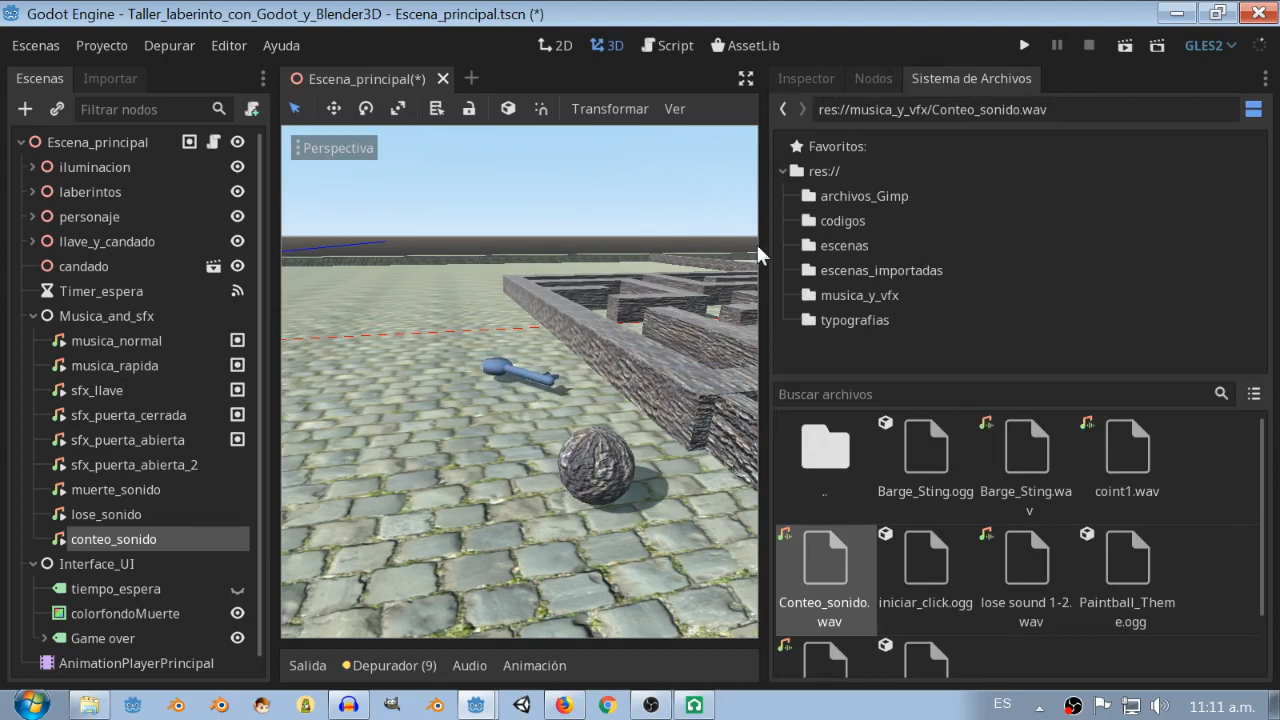 Godot Engine - Taller_laberinto_con_Godot_y_Blender3D - Escena_principal.tscn (*)
Escenas Proyecto Depurar Editor Ayuda
2D 3D Script AssetLib
GLES2
Escenas Importar
Filtrar nodos
Escena_principal
iluminacion
laberintos
personaje
llave_y_candado
candado
Timer_espera
Musica_and_sfx
musica_normal
musica_rapida
sfx_llave
sfx_puerta_cerrada
sfx_puerta_abierta
sfx_puerta_abierta_2
muerte_sonido
lose_sonido
conteo_sonido
Interface_UI
tiempo_espera
colorfondoMuerte
Game over
AnimationPlayerPrincipal
Escena_principal(*)
Transformar Ver
Perspectiva
Salida Depurador (9) Audio Animación
Inspector Nodos Sistema de Archivos
res://musica_y_vfx/Conteo_sonido.wav
Favoritos:
res://
archivos_Gimp
codigos
escenas
escenas_importadas
musica_y_vfx
typografias
Buscar archivos
..
Barge_Sting.ogg
Barge_Sting.wa
v
coint1.wav
Conteo_sonido.
wav
iniciar_click.ogg
lose sound 1-2.
wav
Paintball_Them
e.ogg
ES
11:11 a.m.